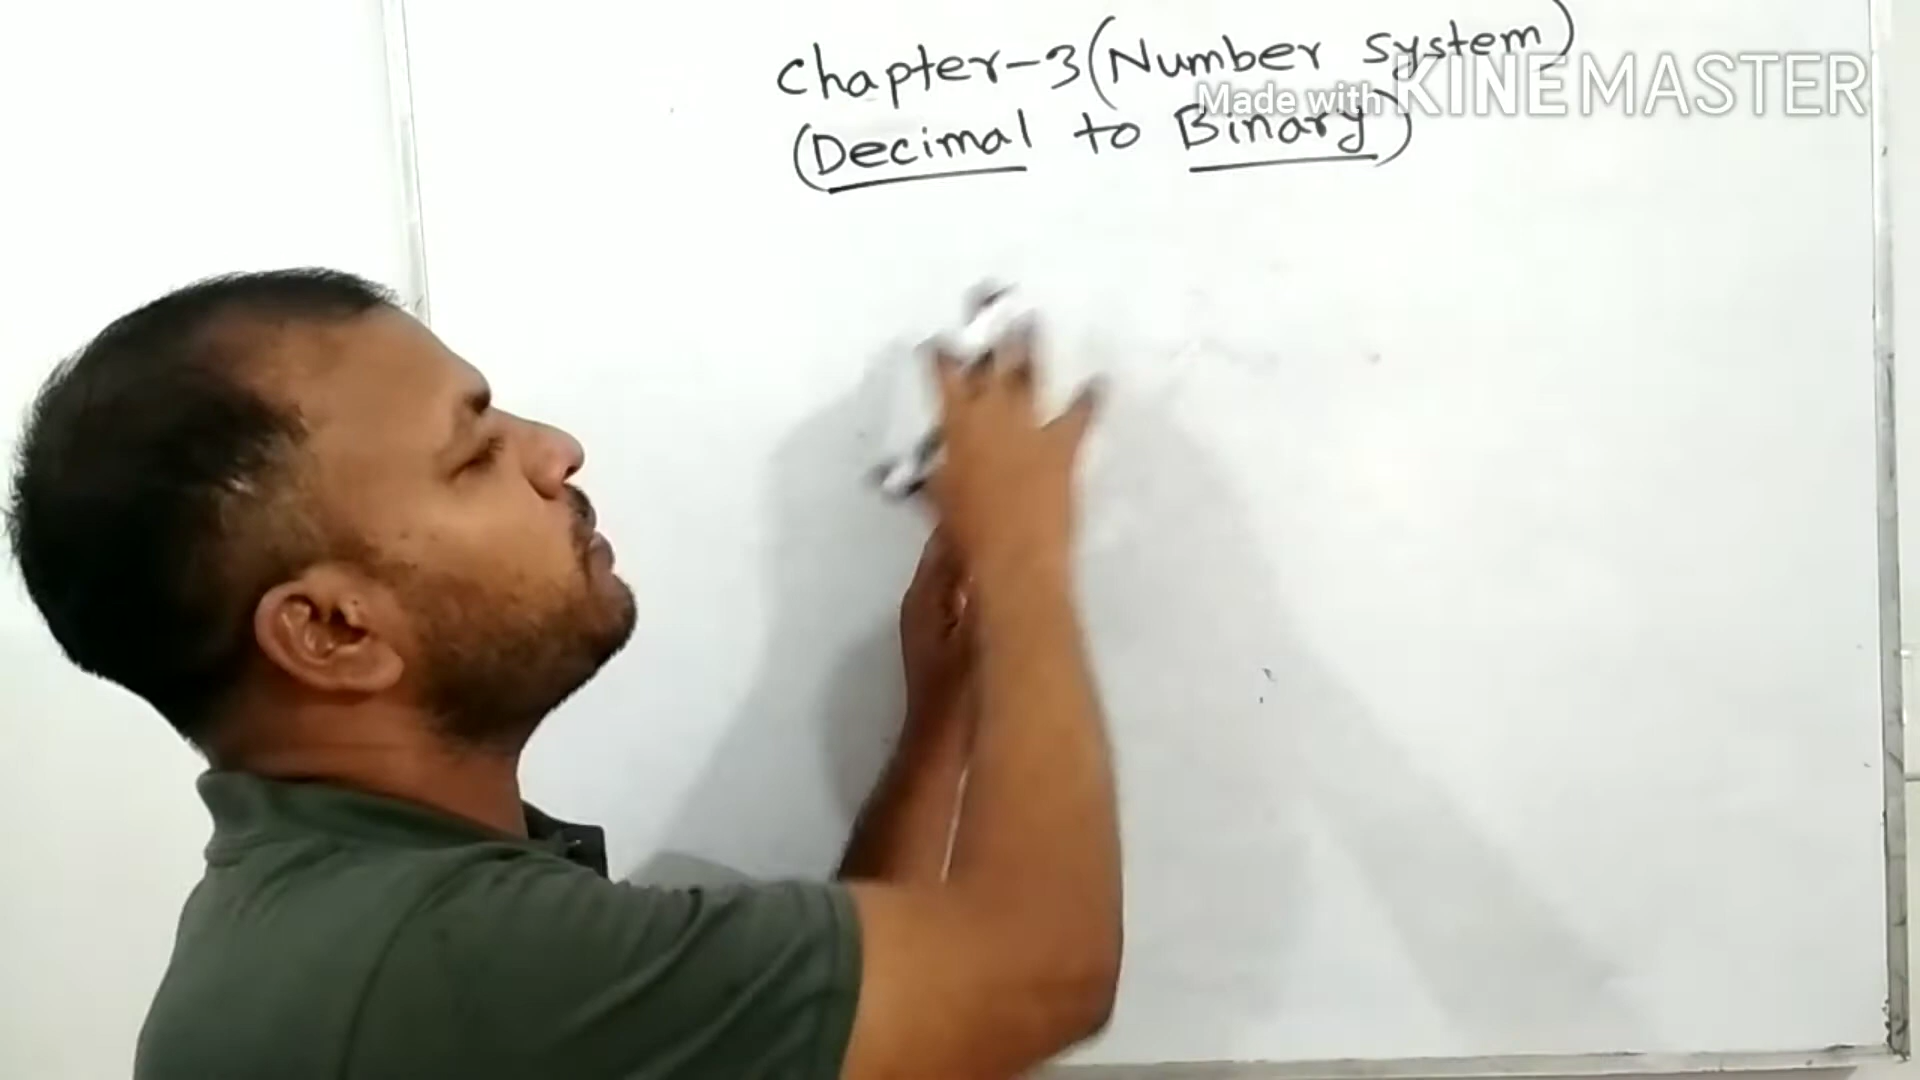 Chapter-3 (Number System)
Made with KINEMASTER
(Decimal to Binary)